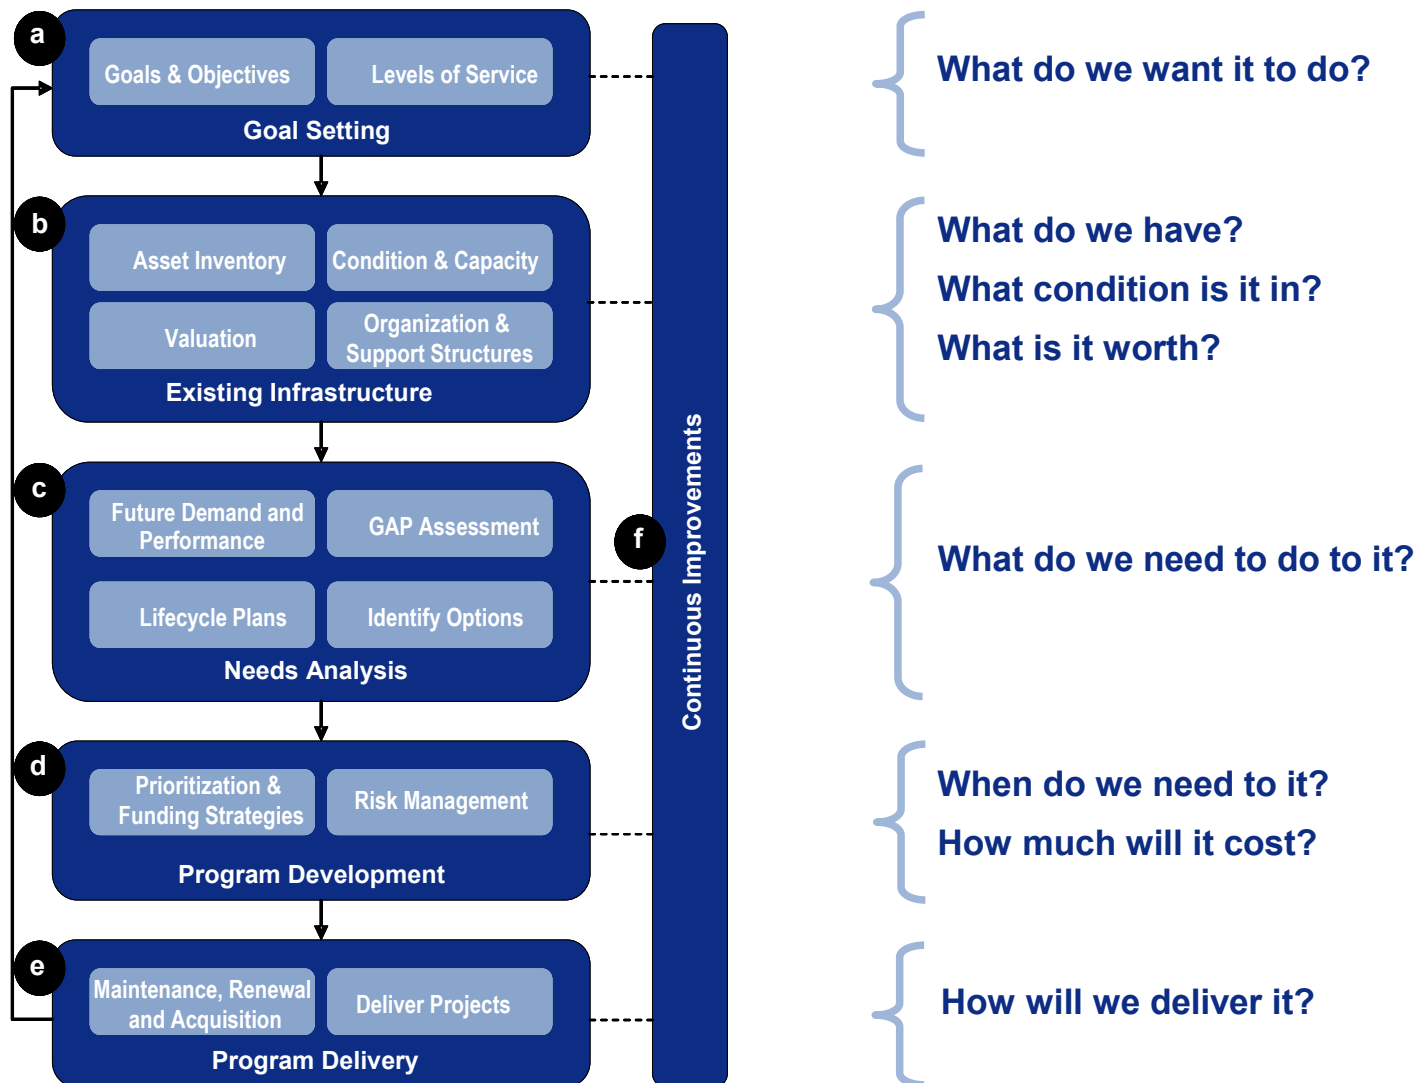 a
Goals & Objectives
Levels of Service
Goal Setting
What do we want it to do?
b
Asset Inventory
Condition & Capacity
Valuation
Organization &
Support Structures
Existing Infrastructure
What do we have?
What condition is it in?
What is it worth?
c
Future Demand and
Performance
GAP Assessment
Lifecycle Plans
Identify Options
Needs Analysis
f
Continuous Improvements
What do we need to do to it?
d
Prioritization &
Funding Strategies
Risk Management
Program Development
When do we need to it?
How much will it cost?
e
Maintenance, Renewal
and Acquisition
Deliver Projects
Program Delivery
How will we deliver it?